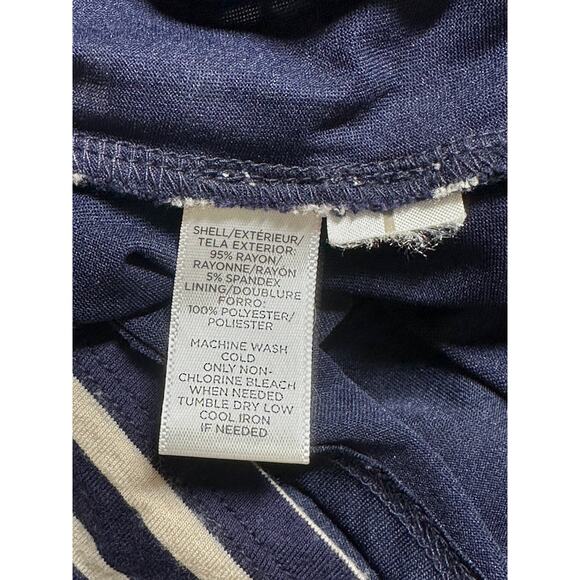 SHELL/EXTÉRIEUR/
TELA EXTERIOR:
95% RAYON/
RAYONNE/RAYÓN
5% SPANDEX
LINING/DOUBLURE
FORRO:
100% POLYESTER/
POLIESTER
MACHINE WASH
COLD
ONLY NON-
CHLORINE BLEACH
WHEN NEEDED
TUMBLE DRY LOW
COOL IRON
IF NEEDED